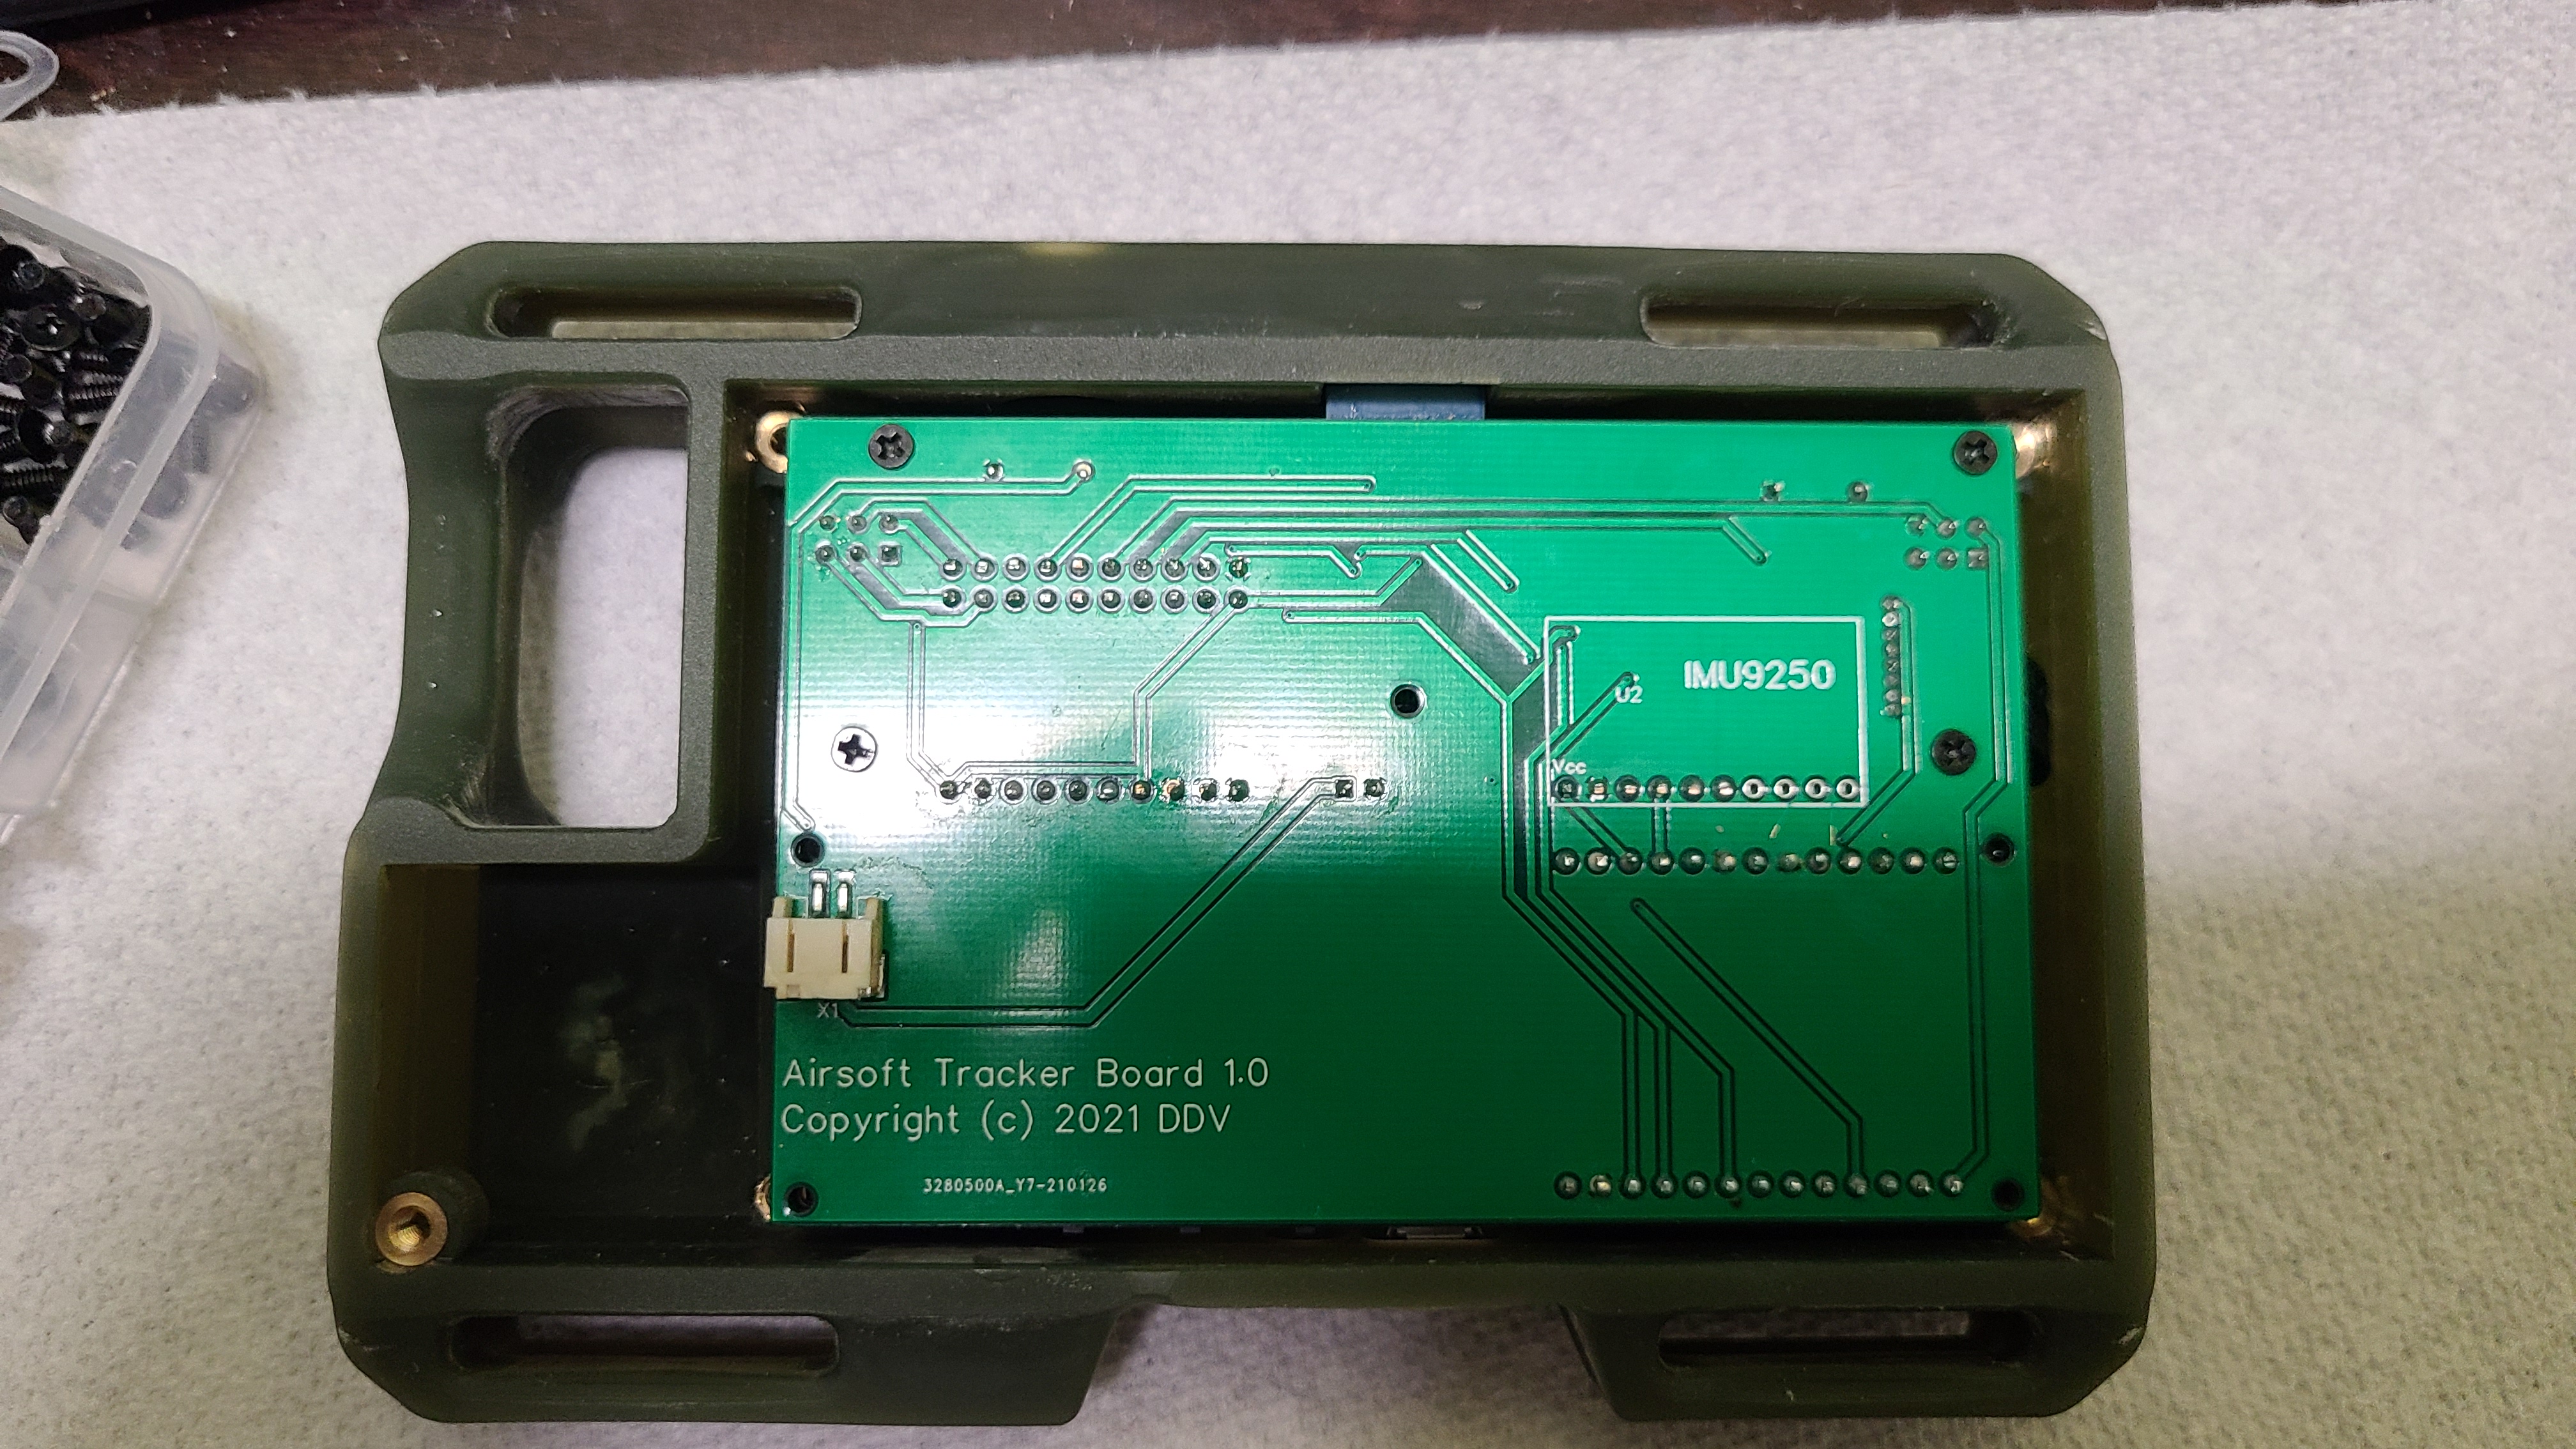 IMU9250
U2
Vcc
X1
Airsoft Tracker Board 1.0
Copyright (c) 2021 DDV
3280500A_Y7-210126